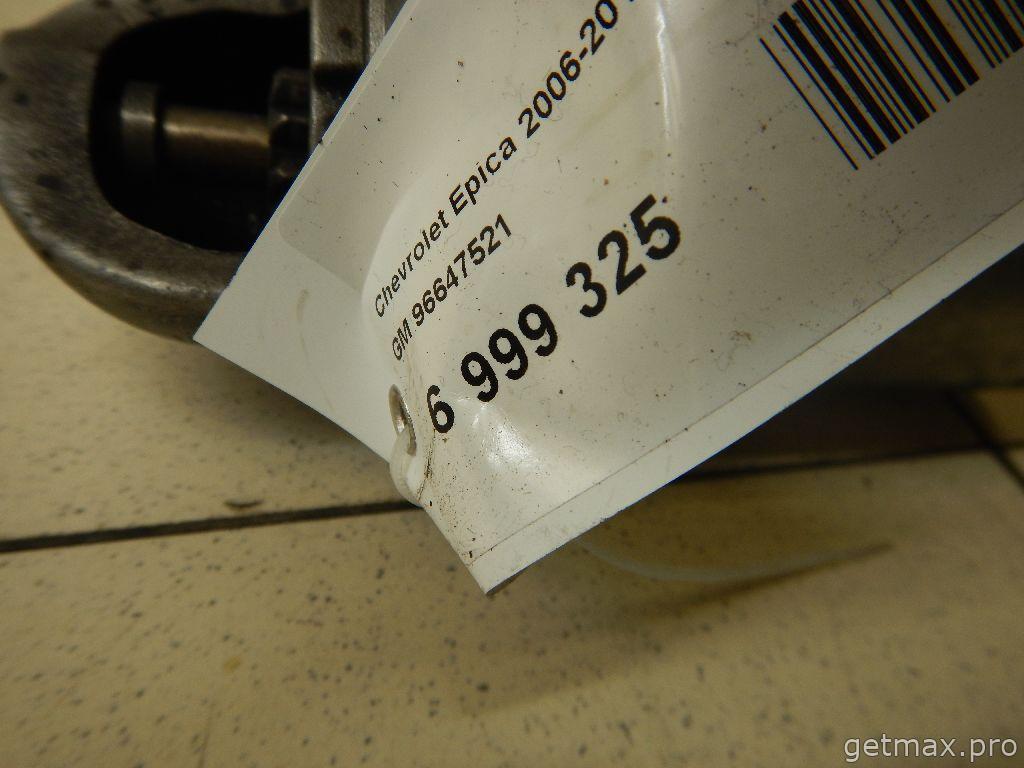 Chevrolet Epica 2006-20
GM 96647521
6 999 325
getmax.pro